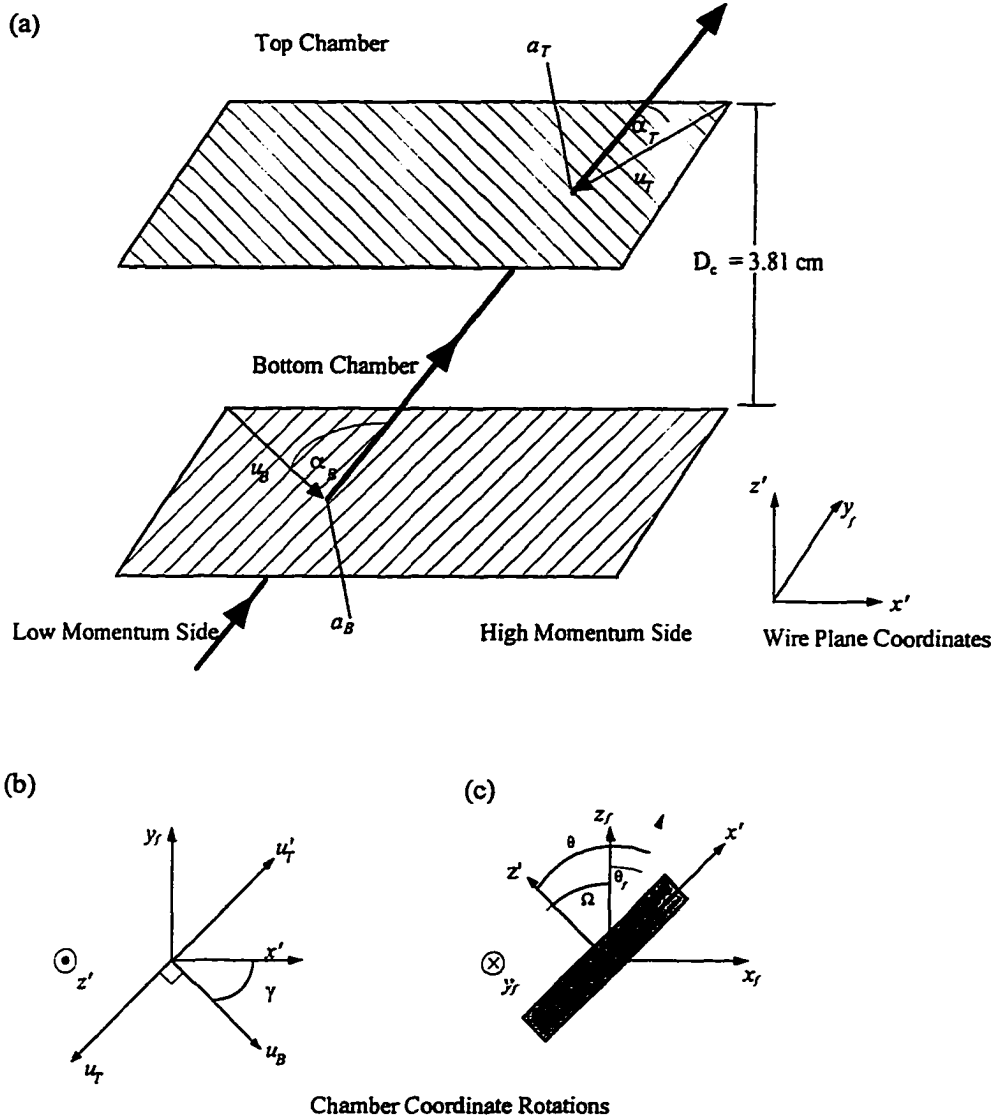 (a)
Top Chamber
a_T
α_T
u_T
D_c = 3.81 cm
Bottom Chamber
u_B
α_B
z'
y_f
x'
Low Momentum Side
a_B
High Momentum Side
Wire Plane Coordinates
(b)
y_f
u'_T
x'
z'
γ
u_T
u_B
(c)
z_f
x'
θ
z'
θ_f
Ω
y_f
x_f
Chamber Coordinate Rotations